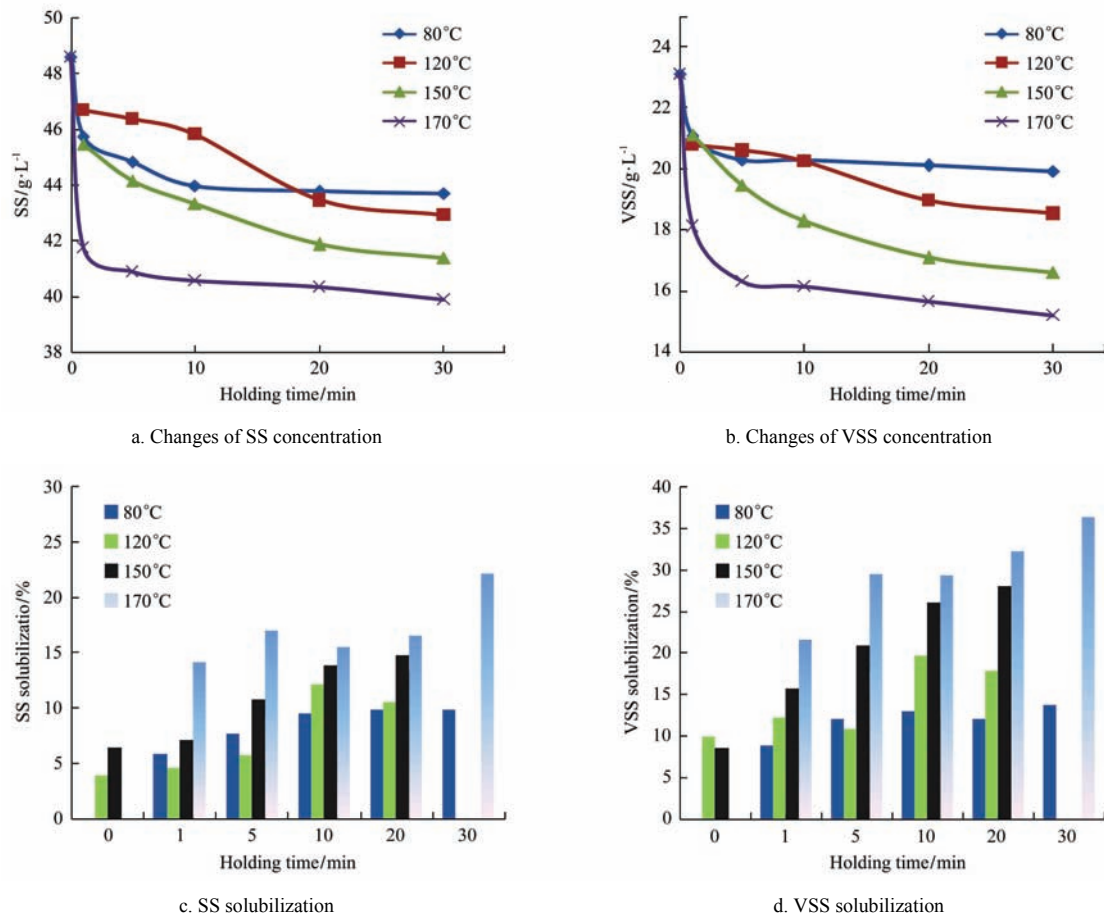 50
48
46
44
42
40
38
SS/g·L⁻¹
80°C
120°C
150°C
170°C
0
10
20
30
Holding time/min
a. Changes of SS concentration
24
22
20
18
16
14
VSS/g·L⁻¹
80°C
120°C
150°C
170°C
0
10
20
30
Holding time/min
b. Changes of VSS concentration
30
25
20
15
10
5
0
SS solubilizatio/%
80°C
120°C
150°C
170°C
0
1
5
10
20
30
Holding time/min
c. SS solubilization
40
35
30
25
20
15
10
5
0
VSS solubilization/%
80°C
120°C
150°C
170°C
0
1
5
10
20
30
Holding time/min
d. VSS solubilization